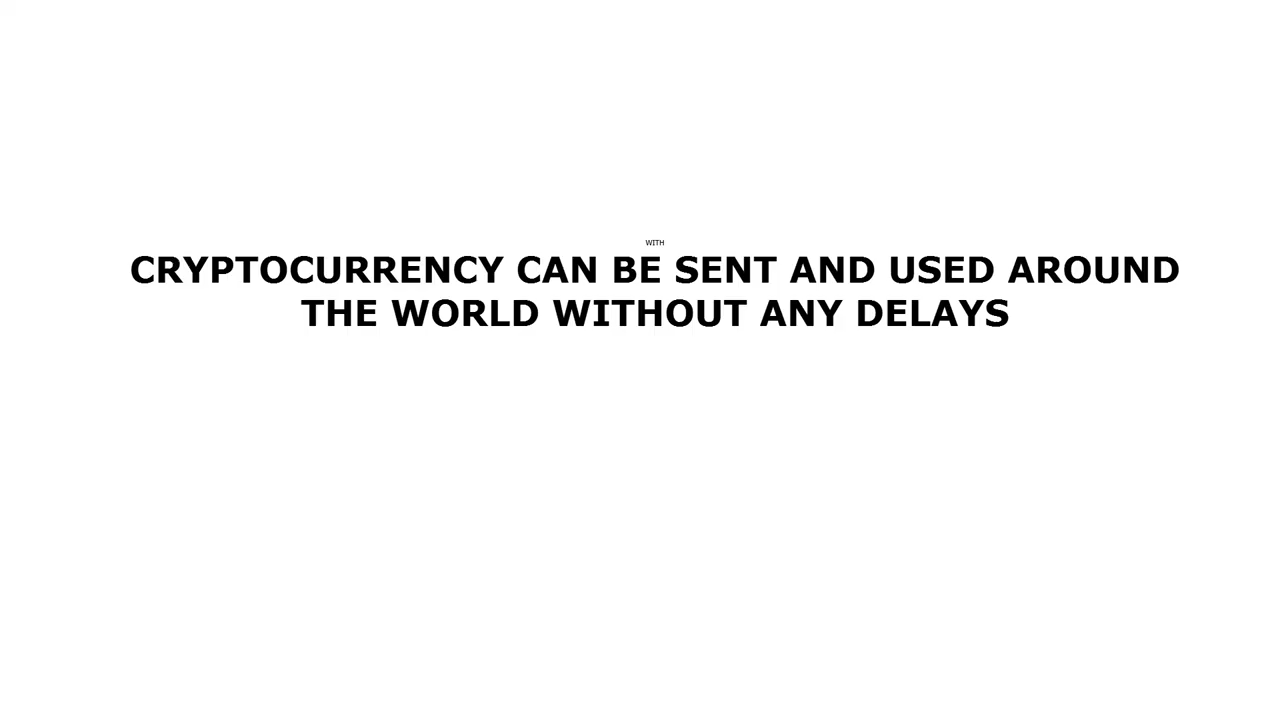 WITH
CRYPTOCURRENCY CAN BE SENT AND USED AROUND
THE WORLD WITHOUT ANY DELAYS